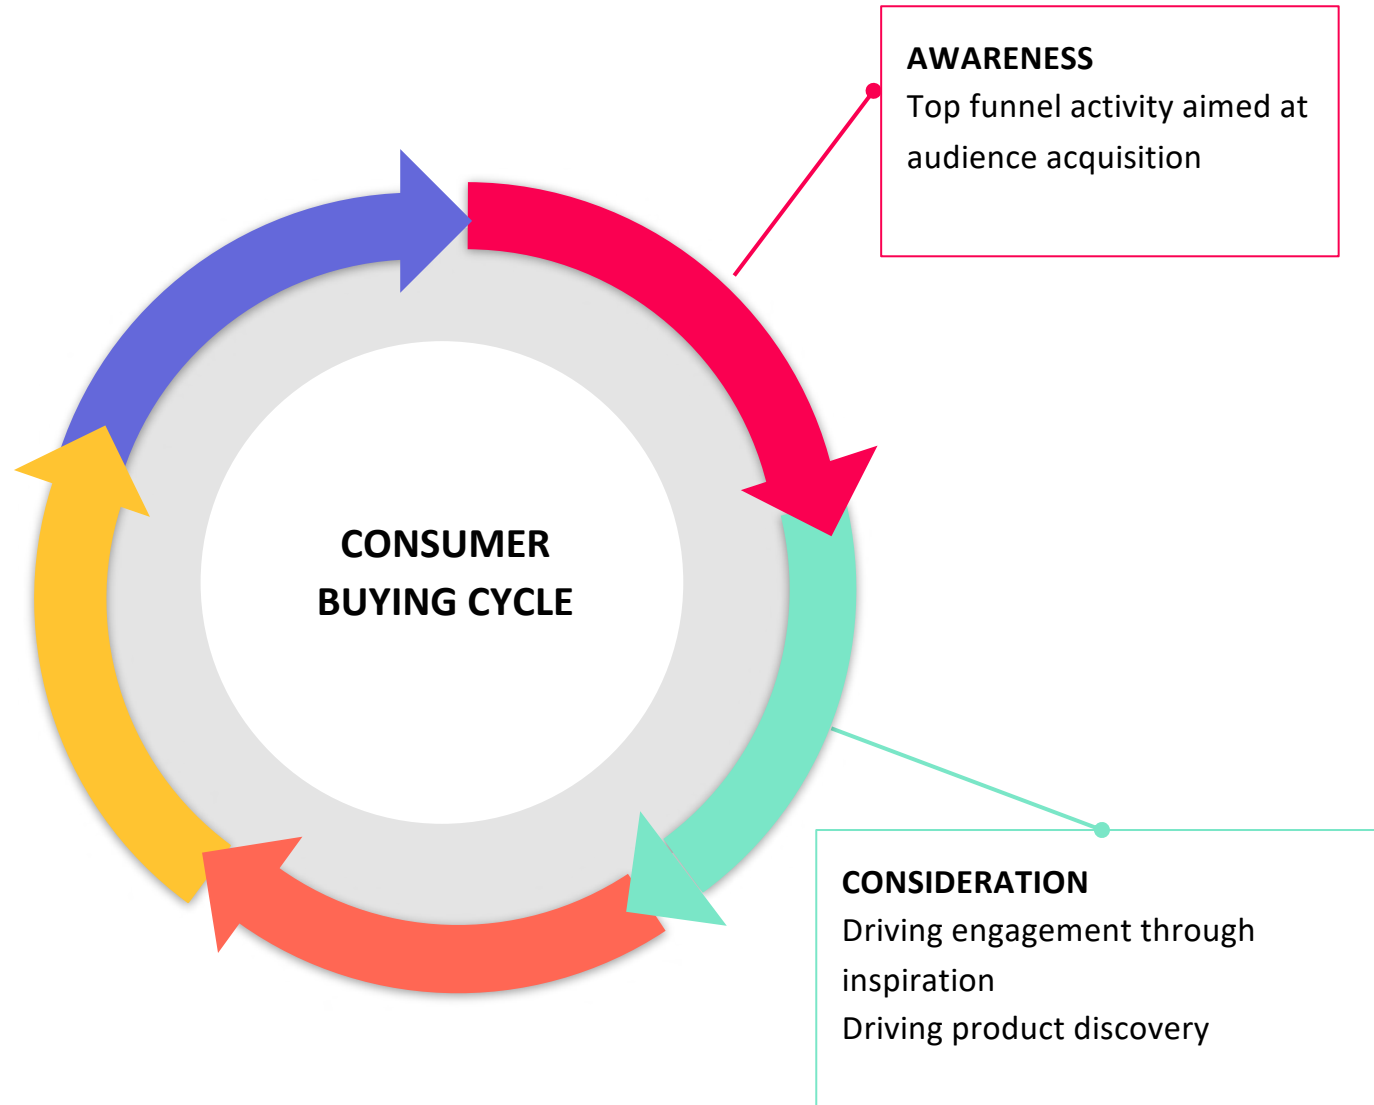 AWARENESS
Top funnel activity aimed at
audience acquisition
CONSUMER
BUYING CYCLE
CONSIDERATION
Driving engagement through
inspiration
Driving product discovery